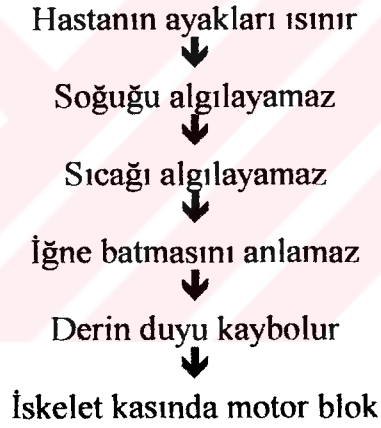 Hastanın ayakları ısınır
Soğuğu algılayamaz
Sıcağı algılayamaz
İğne batmasını anlamaz
Derin duyu kaybolur
İskelet kasında motor blok